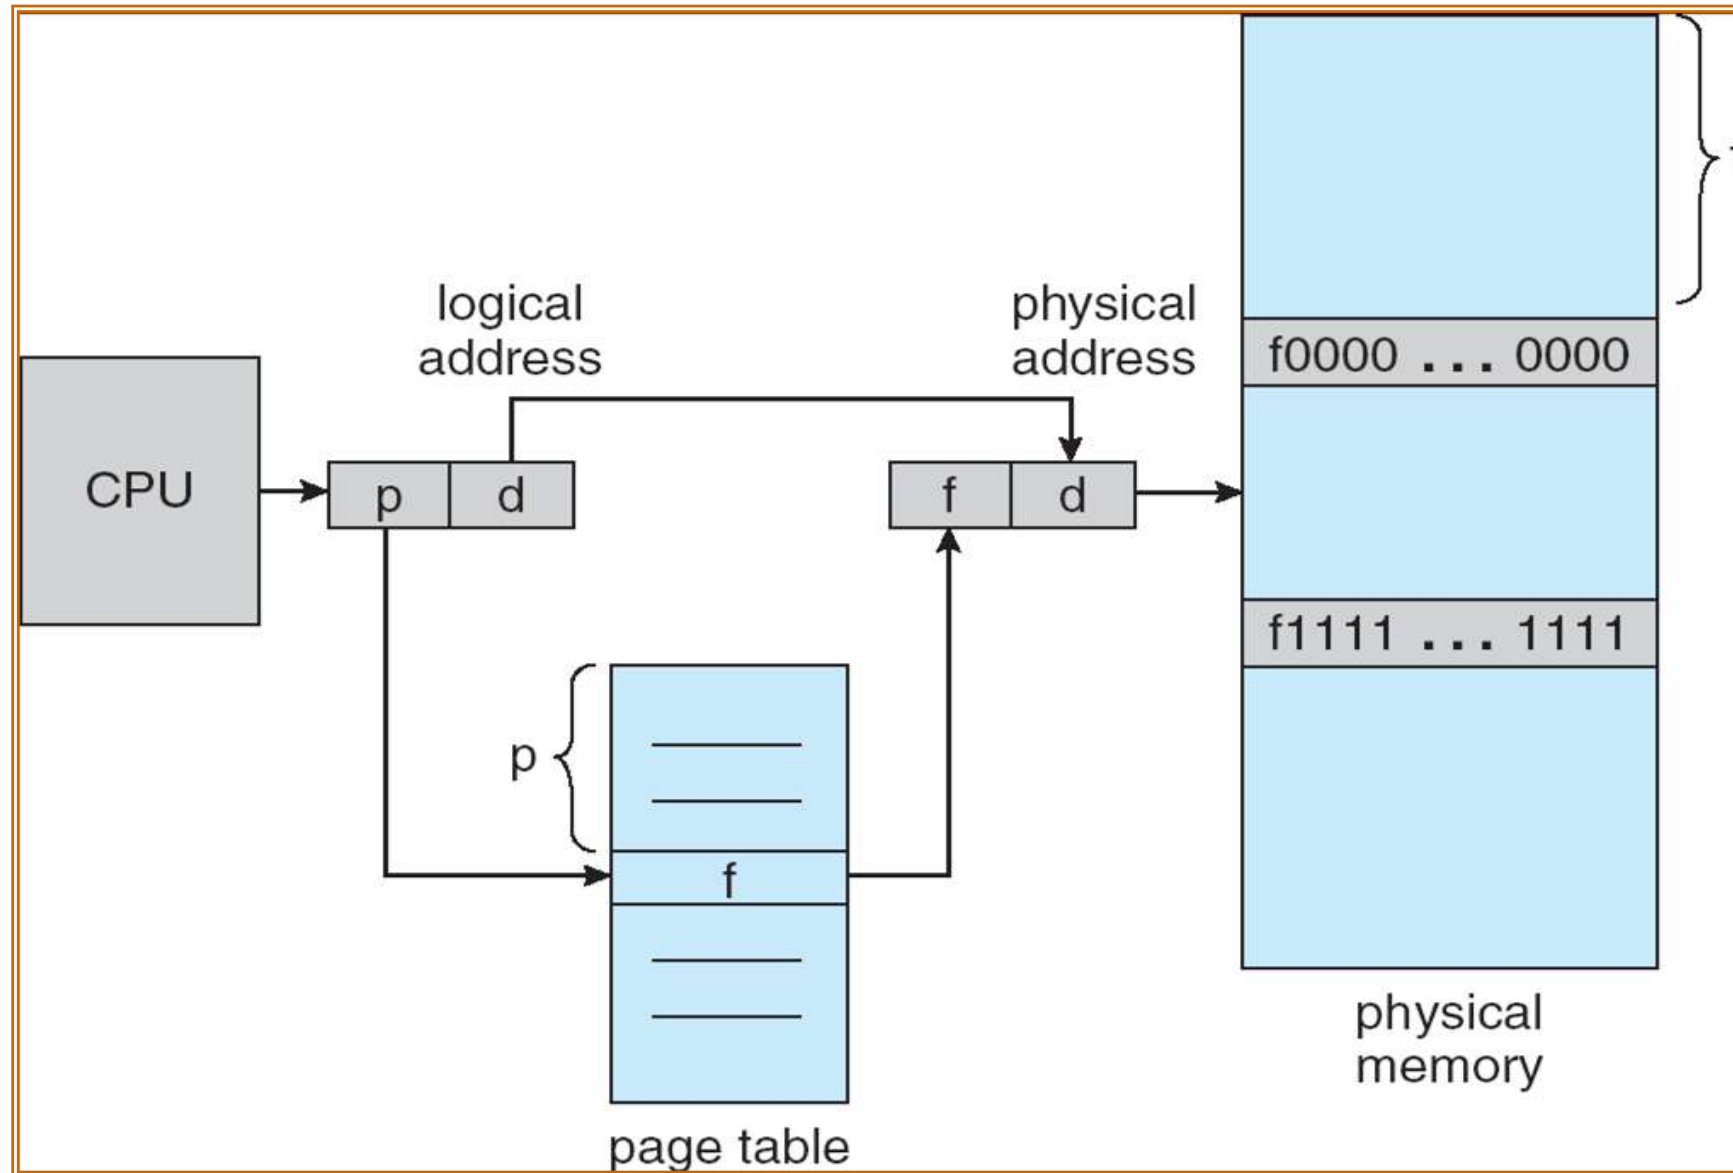 logical
address
physical
address
f0000 ... 0000
CPU
p
d
f
d
f1111 ... 1111
p
f
physical
memory
page table